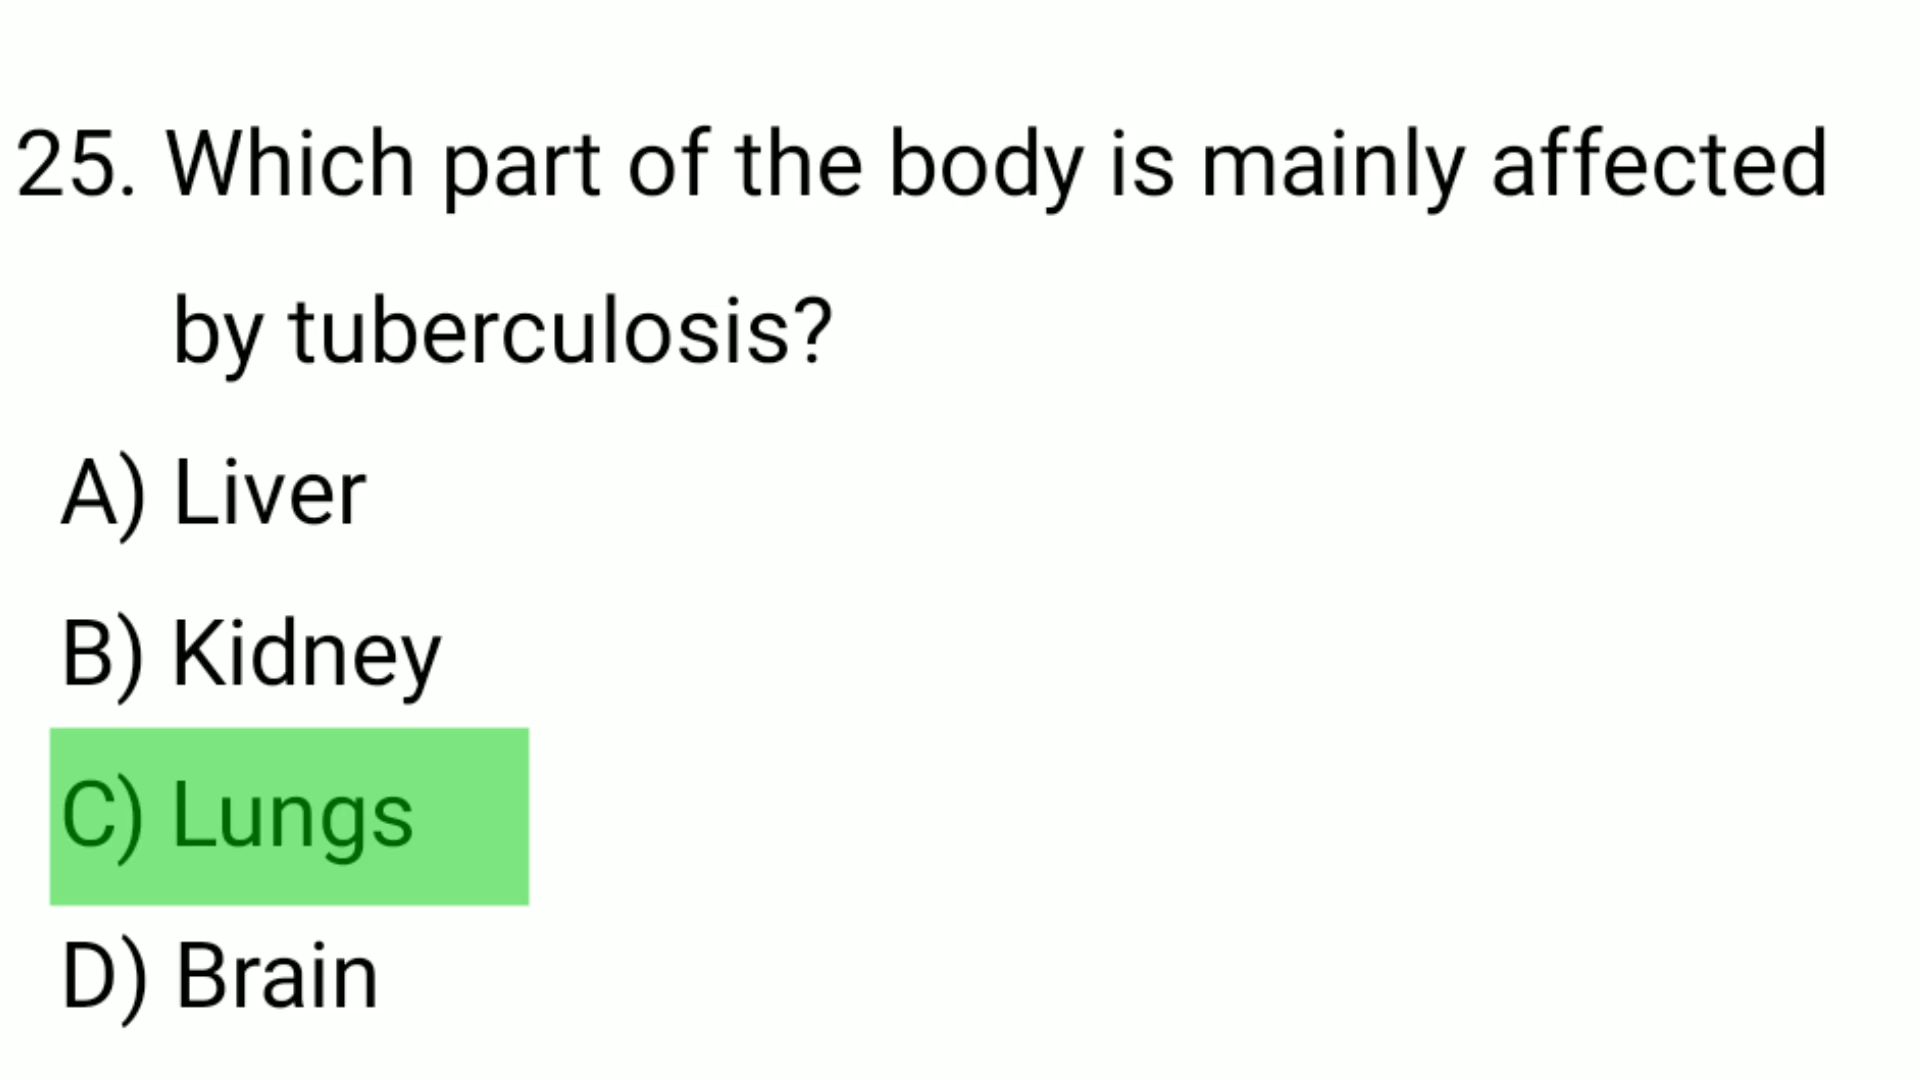 25. Which part of the body is mainly affected
by tuberculosis?
A) Liver
B) Kidney
C) Lungs
D) Brain